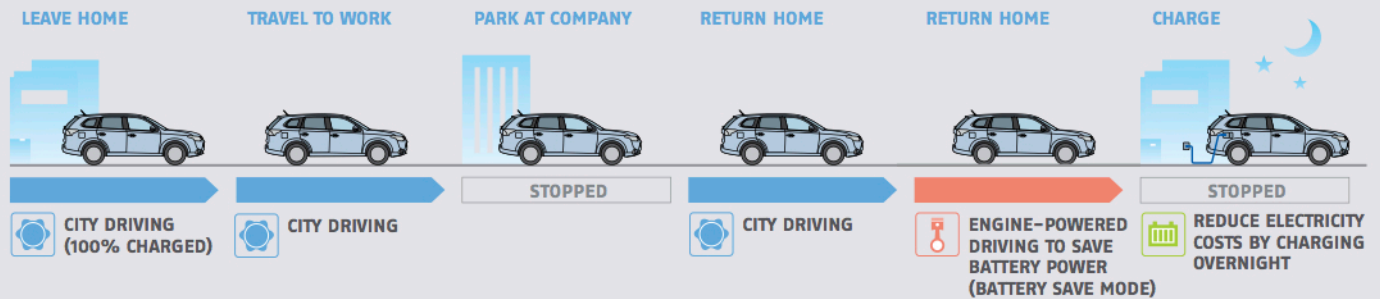 LEAVE HOME
TRAVEL TO WORK
PARK AT COMPANY
RETURN HOME
RETURN HOME
CHARGE
STOPPED
STOPPED
CITY DRIVING
(100% CHARGED)
CITY DRIVING
CITY DRIVING
ENGINE-POWERED
DRIVING TO SAVE
BATTERY POWER
(BATTERY SAVE MODE)
REDUCE ELECTRICITY
COSTS BY CHARGING
OVERNIGHT